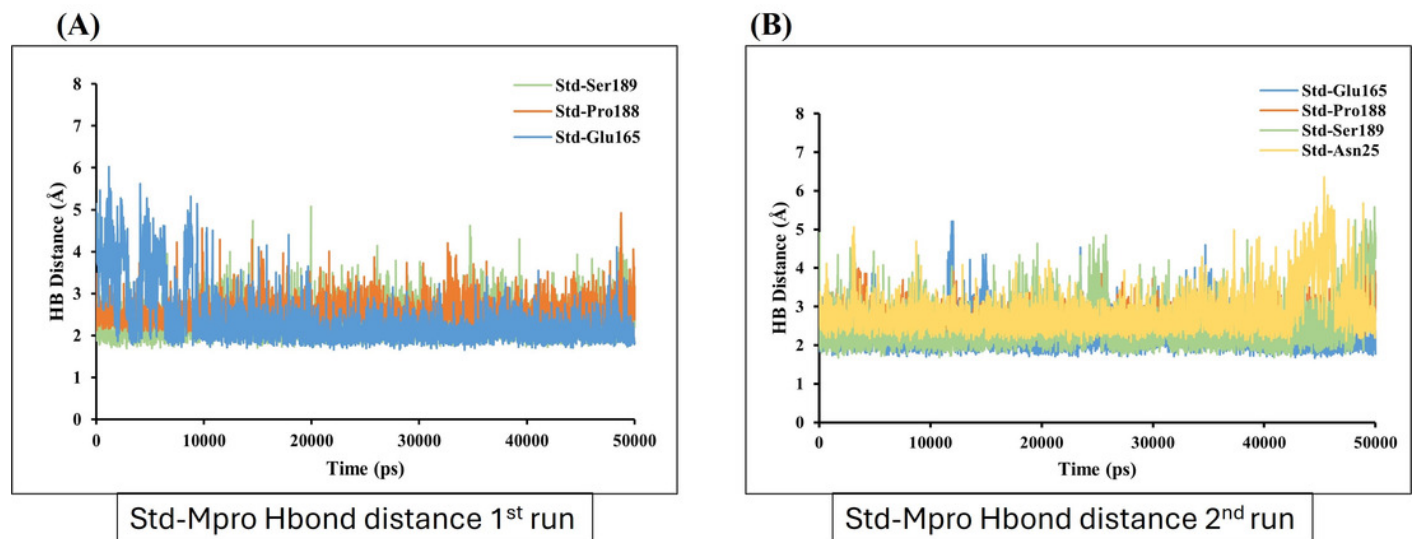 (A)
8
7
6
5
4
3
2
1
0
HB Distance (Å)
0 10000 20000 30000 40000 50000
Time (ps)
Std-Ser189
Std-Pro188
Std-Glu165
Std-Mpro Hbond distance 1st run
(B)
8
7
6
5
4
3
2
1
0
HB Distance (Å)
0 10000 20000 30000 40000 50000
Time (ps)
Std-Glu165
Std-Pro188
Std-Ser189
Std-Asn25
Std-Mpro Hbond distance 2nd run